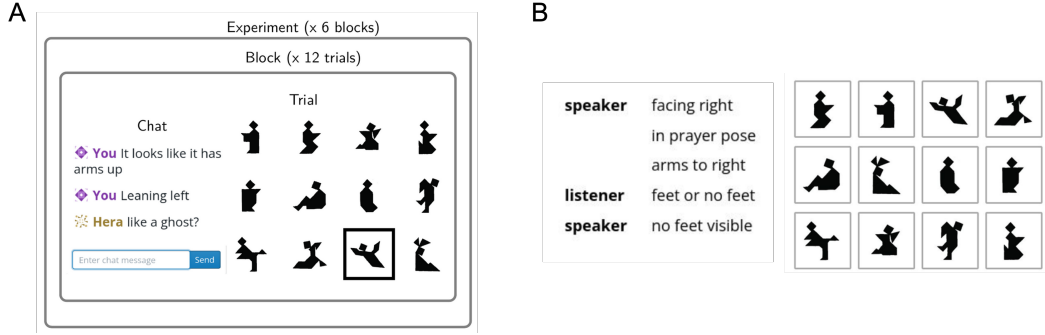 A
Experiment (x 6 blocks)
Block (x 12 trials)
Trial
Chat
You It looks like it has
arms up
You Leaning left
Hera like a ghost?
Enter chat message
Send
B
speaker facing right
in prayer pose
arms to right
listener feet or no feet
speaker no feet visible